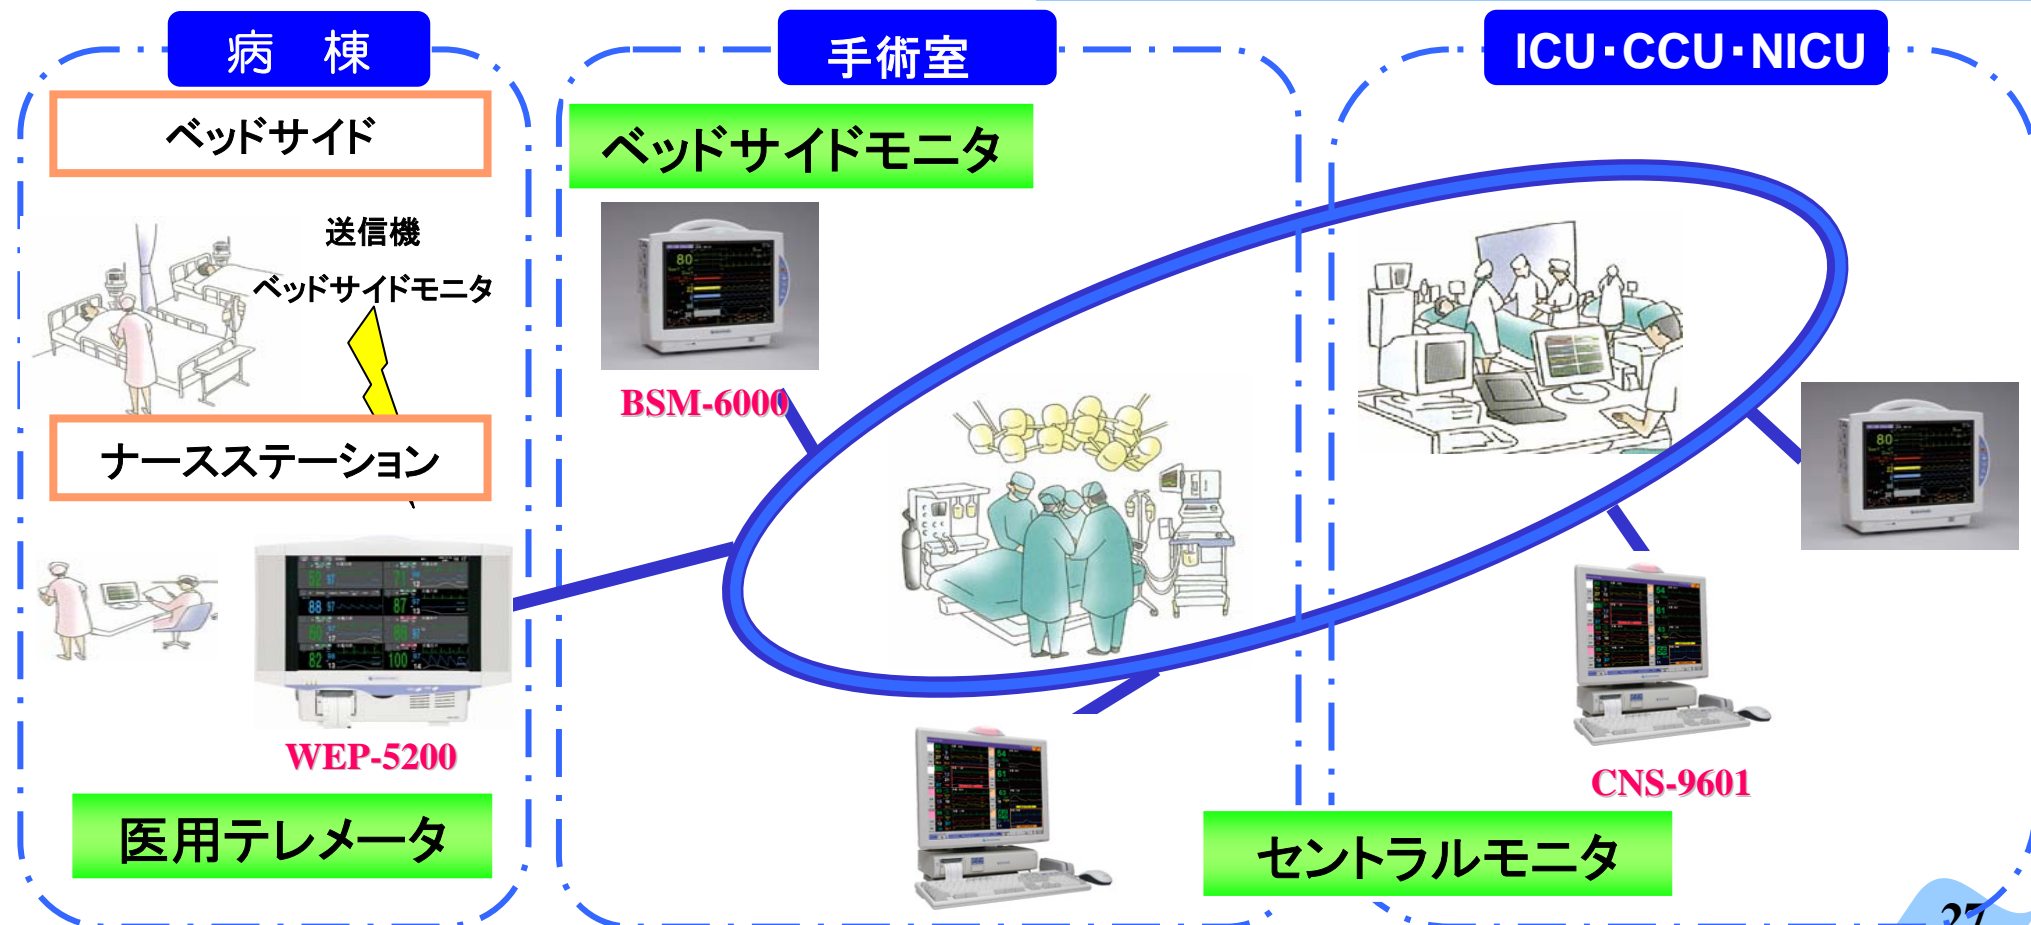 病 棟
手術室
ICU・CCU・NICU
ベッドサイド
ベッドサイドモニタ
送信機
ベッドサイドモニタ
BSM-6000
ナースステーション
WEP-5200
CNS-9601
医用テレメータ
セントラルモニタ
27